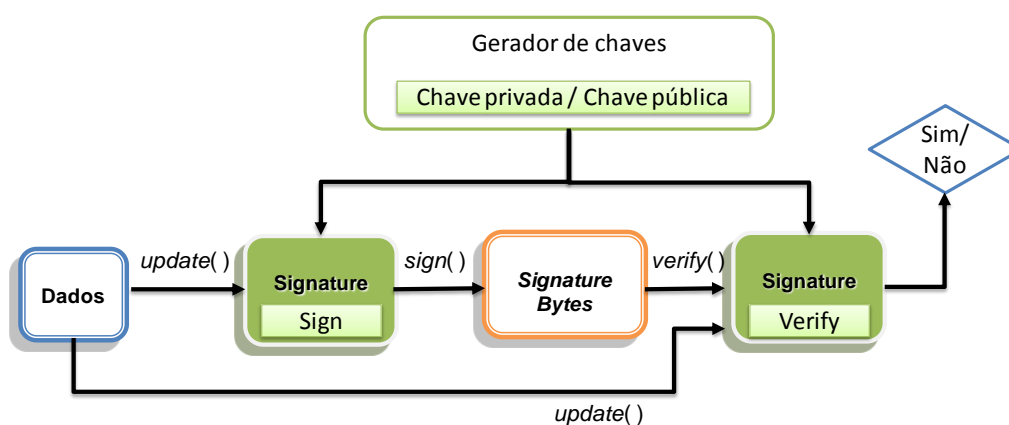 Gerador de chaves
Chave privada / Chave pública
Sim/
Não
update( )
sign( )
verify( )
Dados
Signature
Sign
Signature
Bytes
Signature
Verify
update( )